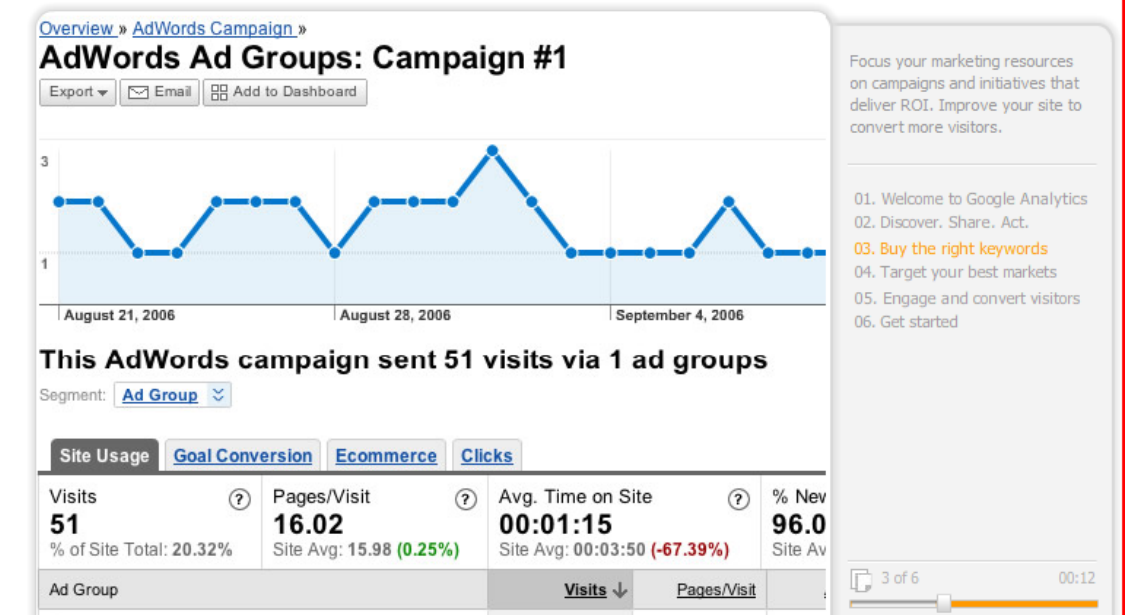 Overview » AdWords Campaign »
AdWords Ad Groups: Campaign #1
Export Email Add to Dashboard
3
1
August 21, 2006 August 28, 2006 September 4, 2006
This AdWords campaign sent 51 visits via 1 ad groups
Segment: Ad Group
Site Usage Goal Conversion Ecommerce Clicks
Visits ? Pages/Visit ? Avg. Time on Site ? % New
51 16.02 00:01:15 96.0
% of Site Total: 20.32% Site Avg: 15.98 (0.25%) Site Avg: 00:03:50 (-67.39%) Site Av
Ad Group Visits Pages/Visit
Focus your marketing resources
on campaigns and initiatives that
deliver ROI. Improve your site to
convert more visitors.
01. Welcome to Google Analytics
02. Discover. Share. Act.
03. Buy the right keywords
04. Target your best markets
05. Engage and convert visitors
06. Get started
3 of 6 00:12